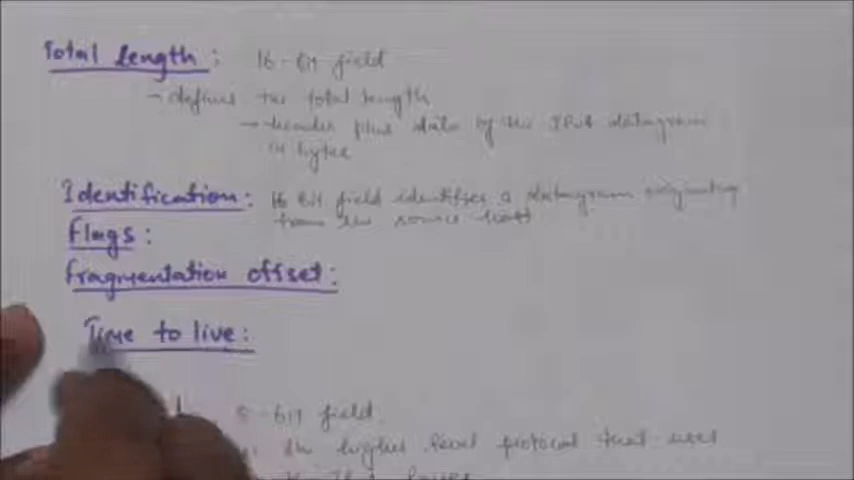 Total length: 16-bit field
- defines the total length
- header plus data of the IPv4 datagram
in bytes
Identification: 16 bit field identifies a datagram originating
from the source host
Flags:
Fragmentation offset:
Time to live:
8-bit field
the higher level protocol that uses